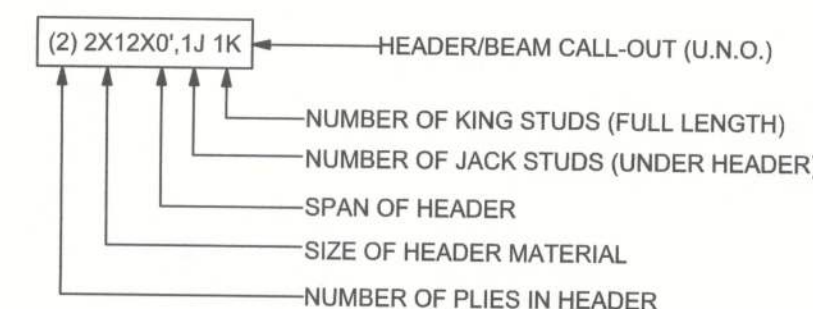 (2) 2X12X0',1J 1K
HEADER/BEAM CALL-OUT (U.N.O.)
NUMBER OF KING STUDS (FULL LENGTH)
NUMBER OF JACK STUDS (UNDER HEADER)
SPAN OF HEADER
SIZE OF HEADER MATERIAL
NUMBER OF PLIES IN HEADER